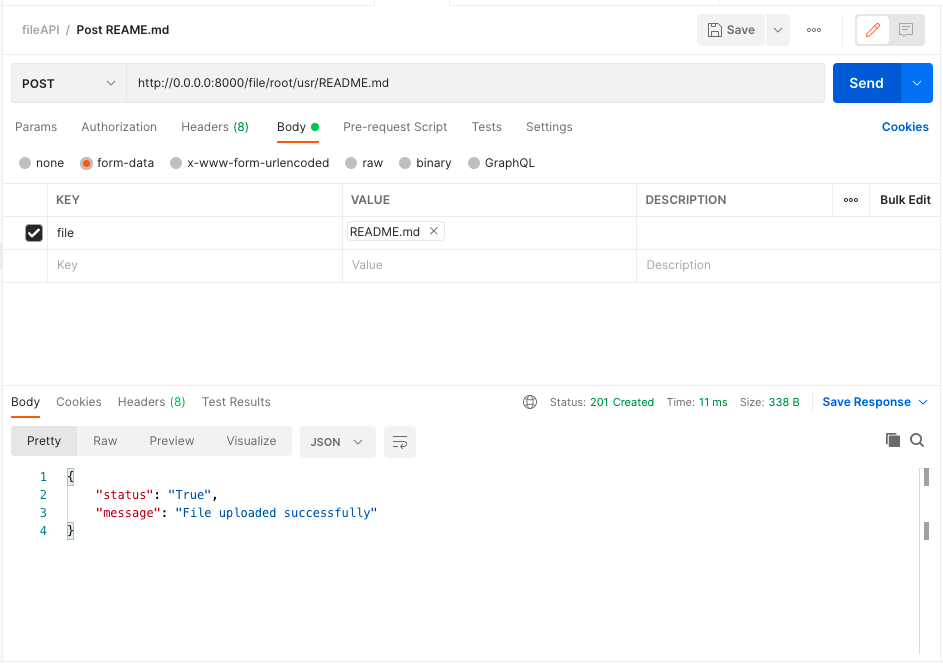 fileAPI / Post REAME.md
Save
POST http://0.0.0.0:8000/file/root/usr/README.md Send
Params Authorization Headers (8) Body Pre-request Script Tests Settings Cookies
none form-data x-www-form-urlencoded raw binary GraphQL
KEY VALUE DESCRIPTION Bulk Edit
file README.md
Key Value Description
Body Cookies Headers (8) Test Results Status: 201 Created Time: 11 ms Size: 338 B Save Response
Pretty Raw Preview Visualize JSON
1 {
2 "status": "True",
3 "message": "File uploaded successfully"
4 }